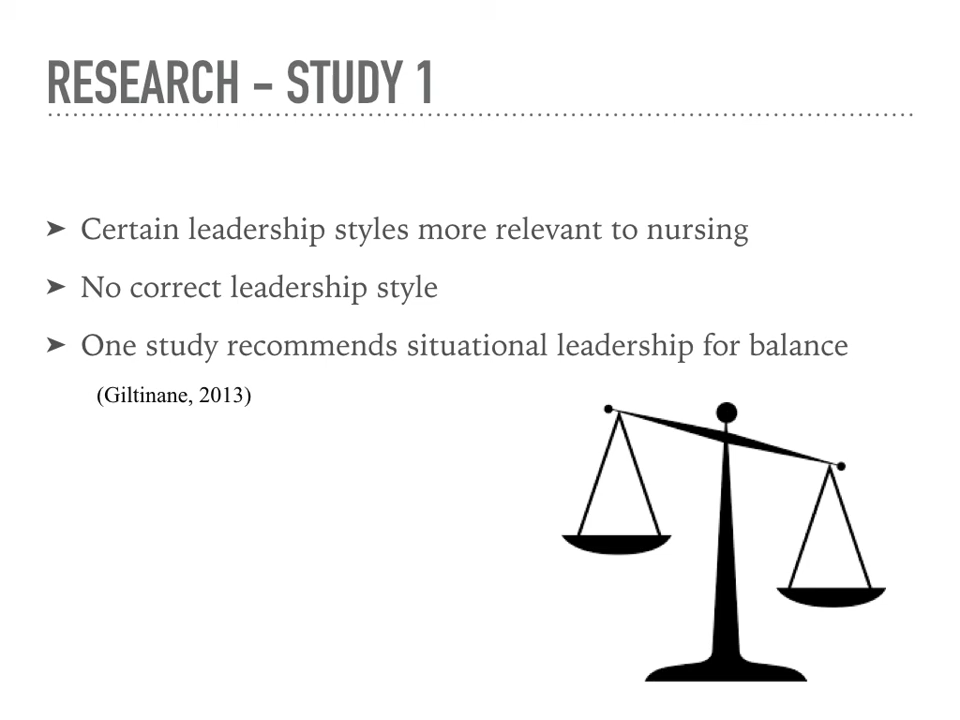 RESEARCH - STUDY 1
➤ Certain leadership styles more relevant to nursing
➤ No correct leadership style
➤ One study recommends situational leadership for balance
(Giltinane, 2013)